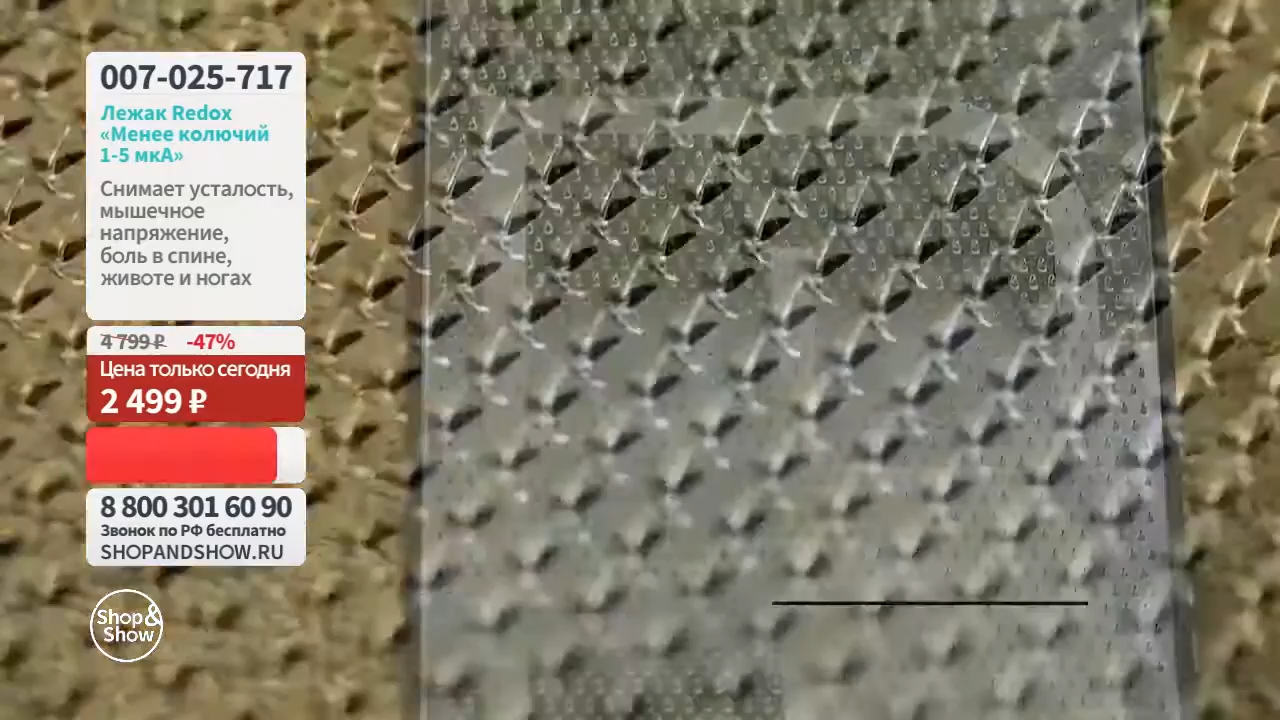 007-025-717
Лежак Redox
«Менее колючий
1-5 мкА»
Снимает усталость,
мышечное
напряжение,
боль в спине,
животе и ногах
4 799 ₽ -47%
Цена только сегодня
2 499 ₽
8 800 301 60 90
Звонок по РФ бесплатно
SHOPANDSHOW.RU
Shop&
Show